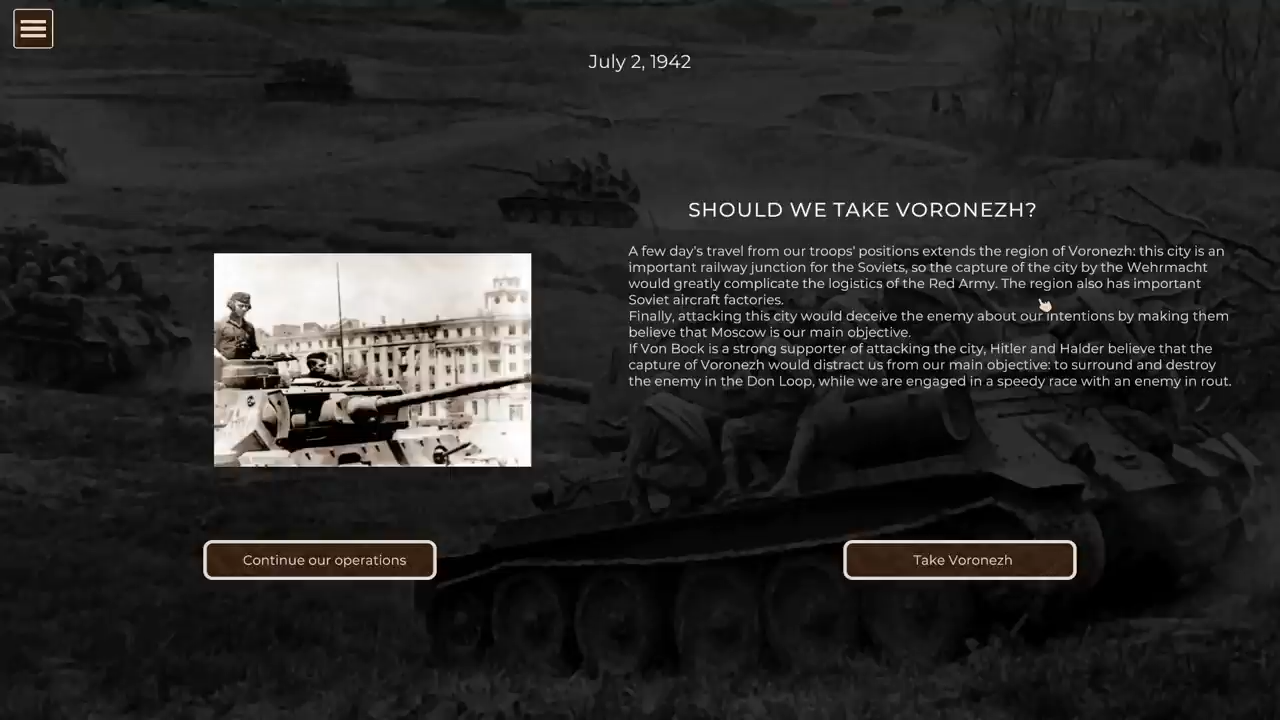 July 2, 1942
SHOULD WE TAKE VORONEZH?
A few day's travel from our troops' positions extends the region of Voronezh: this city is an
important railway junction for the Soviets, so the capture of the city by the Wehrmacht
would greatly complicate the logistics of the Red Army. The region also has important
Soviet aircraft factories.
Finally, attacking this city would deceive the enemy about our intentions by making them
believe that Moscow is our main objective.
If Von Bock is a strong supporter of attacking the city, Hitler and Halder believe that the
capture of Voronezh would distract us from our main objective: to surround and destroy
the enemy in the Don Loop, while we are engaged in a speedy race with an enemy in rout.
Continue our operations
Take Voronezh